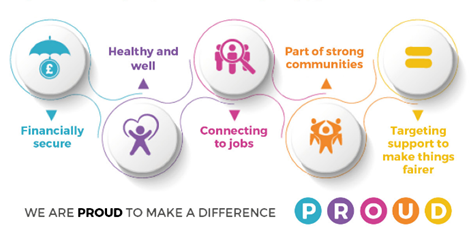 £
Financially
secure
Healthy and
well
Connecting
to jobs
Part of strong
communities
Targeting
support to
make things
fairer
WE ARE PROUD TO MAKE A DIFFERENCE
P R O U D